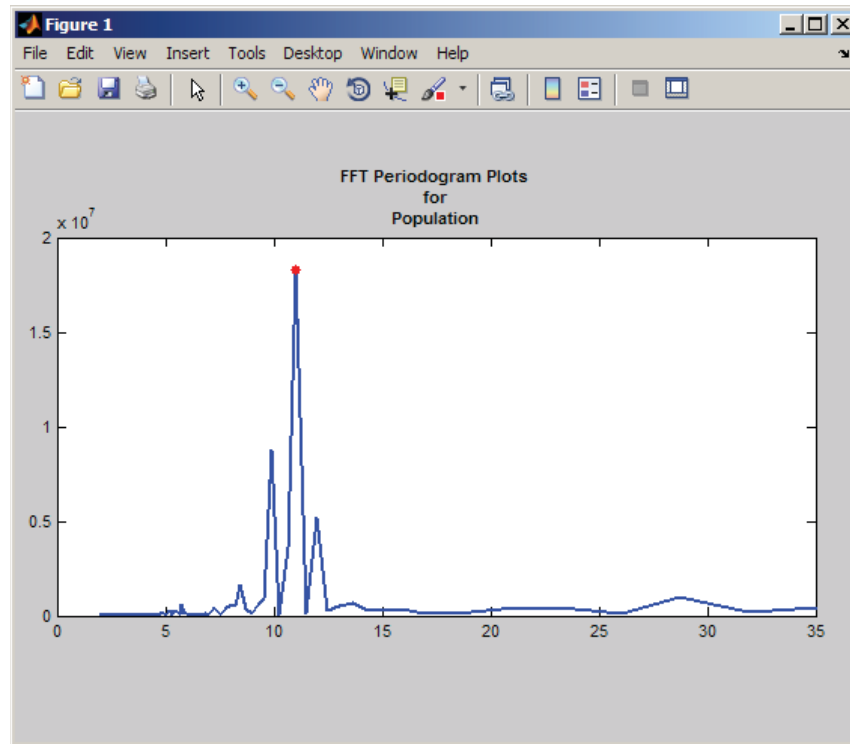 Figure 1
File Edit View Insert Tools Desktop Window Help
FFT Periodogram Plots
for
Population
x 10^7
2
1.5
1
0.5
0
0 5 10 15 20 25 30 35